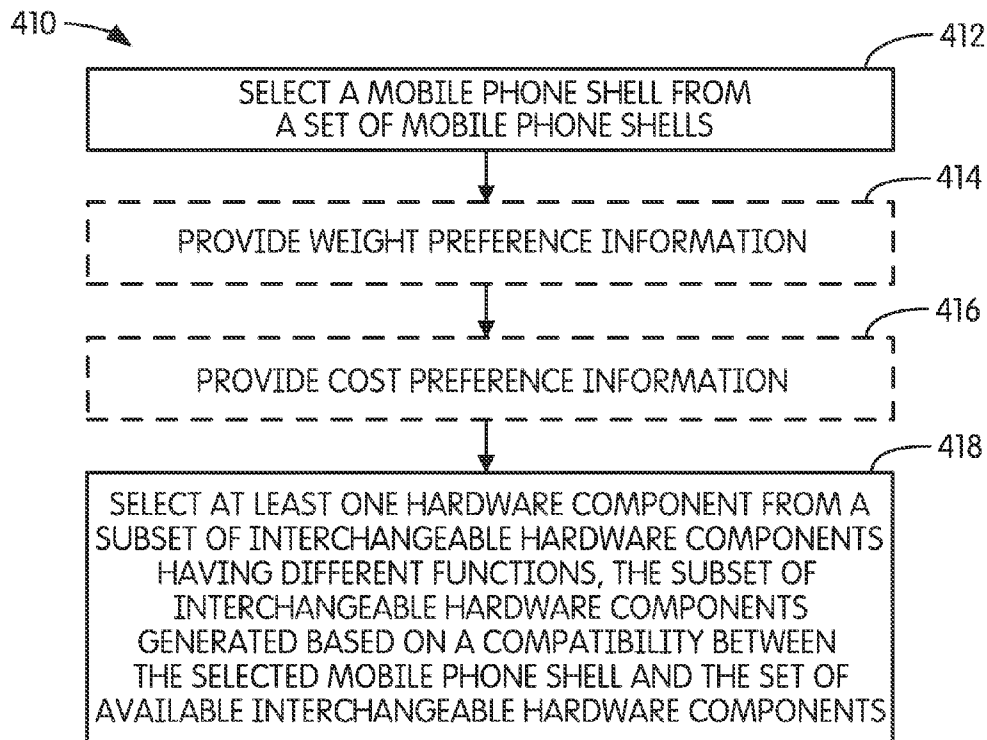 410
412
SELECT A MOBILE PHONE SHELL FROM
A SET OF MOBILE PHONE SHELLS
414
PROVIDE WEIGHT PREFERENCE INFORMATION
416
PROVIDE COST PREFERENCE INFORMATION
418
SELECT AT LEAST ONE HARDWARE COMPONENT FROM A
SUBSET OF INTERCHANGEABLE HARDWARE COMPONENTS
HAVING DIFFERENT FUNCTIONS, THE SUBSET OF
INTERCHANGEABLE HARDWARE COMPONENTS
GENERATED BASED ON A COMPATIBILITY BETWEEN
THE SELECTED MOBILE PHONE SHELL AND THE SET OF
AVAILABLE INTERCHANGEABLE HARDWARE COMPONENTS